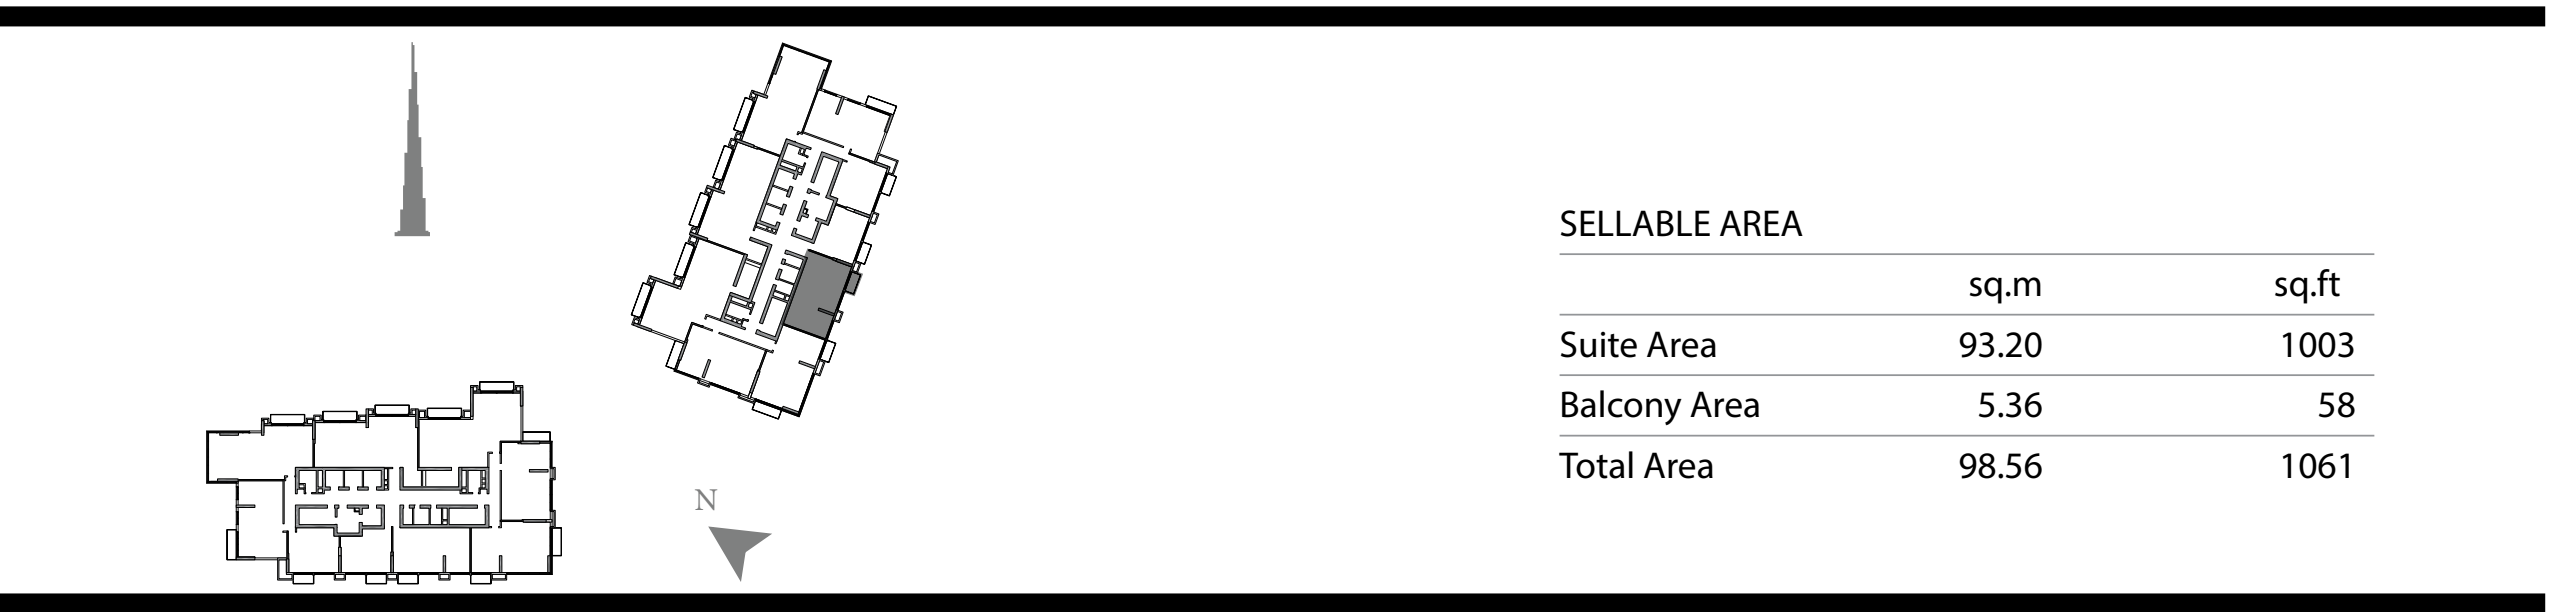 SELLABLE AREA
sq.m sq.ft
Suite Area 93.20 1003
Balcony Area 5.36 58
Total Area 98.56 1061
N